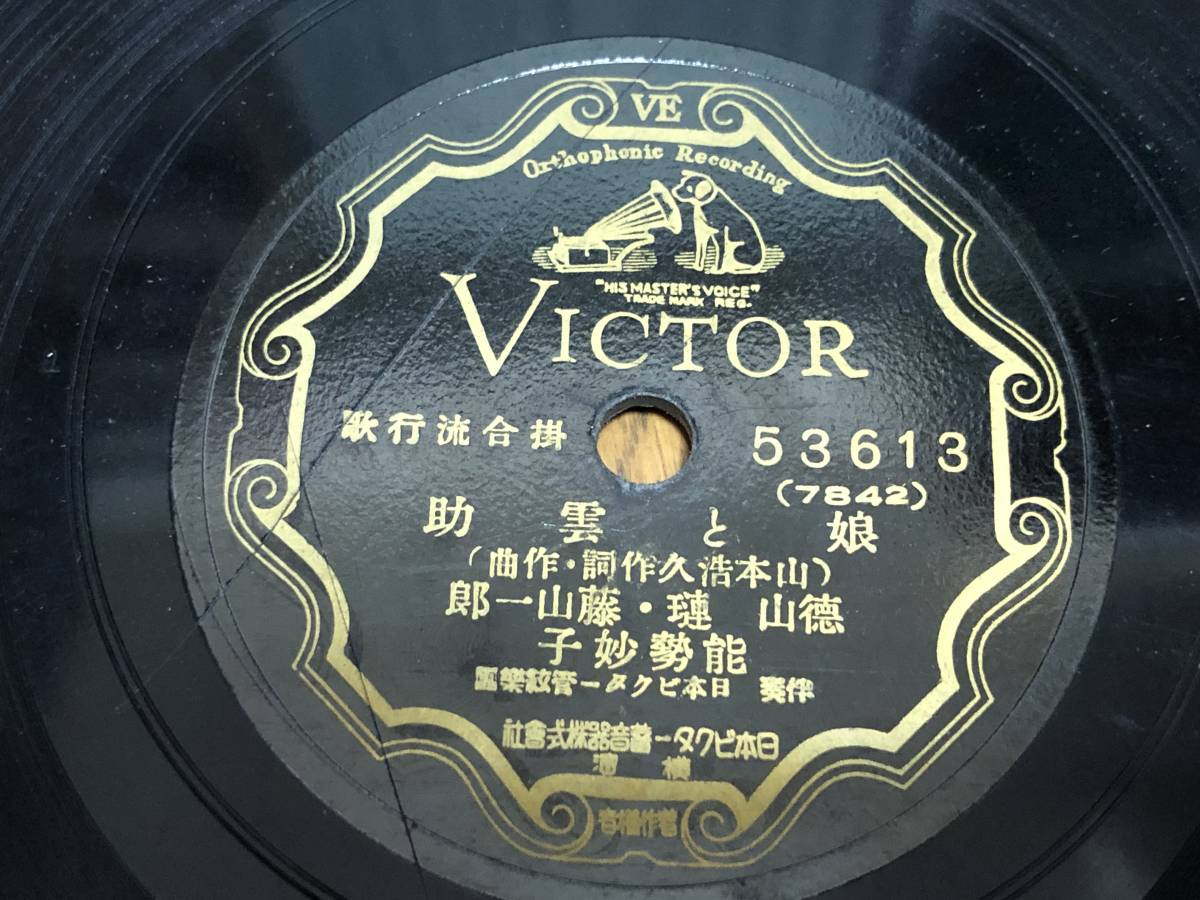 VE
Orthophonic Recording
"HIS MASTER'S VOICE"
TRADE MARK REG.
VICTOR
掛合流行歌
53613
(7842)
娘と雲助
(山本浩久作詞・作曲)
德山 璉・藤山一郎
能勢妙子
伴奏 日本ビクター管絃樂團
日本ビクター蓄音器株式會社
横濱